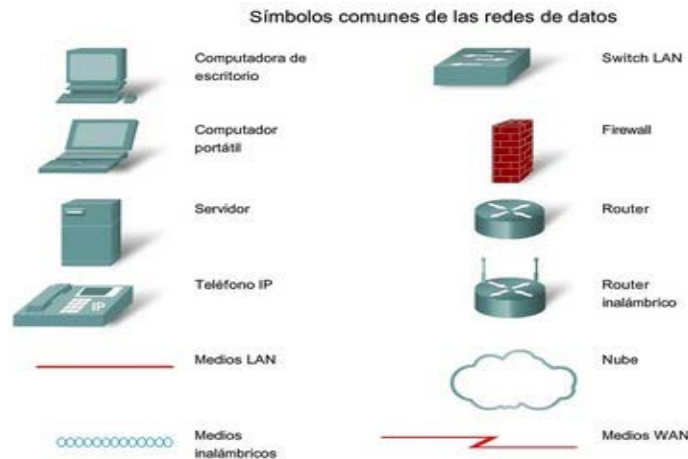 Símbolos comunes de las redes de datos
Computadora de
escritorio
Switch LAN
Computador
portátil
Firewall
Servidor
Router
Teléfono IP
IP
Router
inalámbrico
Medios LAN
Nube
Medios
inalámbricos
Medios WAN